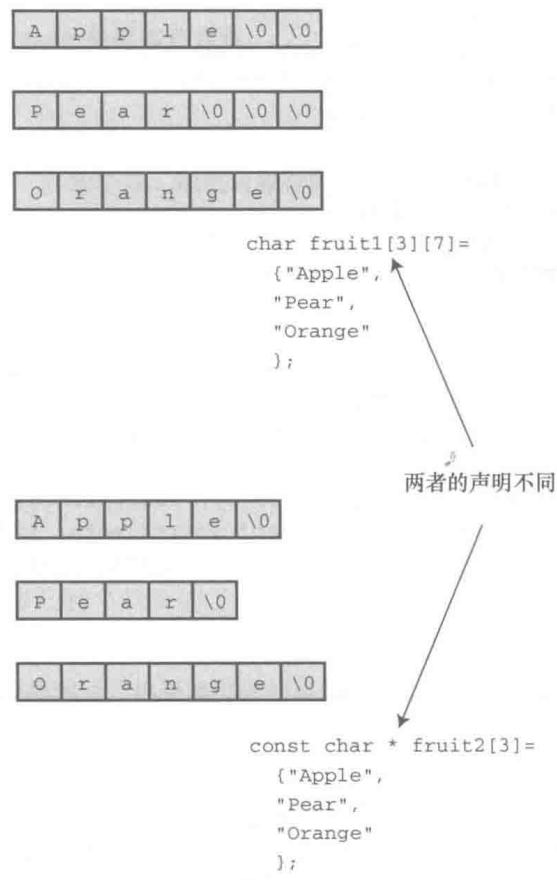 A p p l e \0 \0
P e a r \0 \0 \0
O r a n g e \0
char fruit1[3][7]=
{"Apple",
"Pear",
"Orange"
};
两者的声明不同
A p p l e \0
P e a r \0
O r a n g e \0
const char * fruit2[3]=
{"Apple",
"Pear",
"Orange"
};